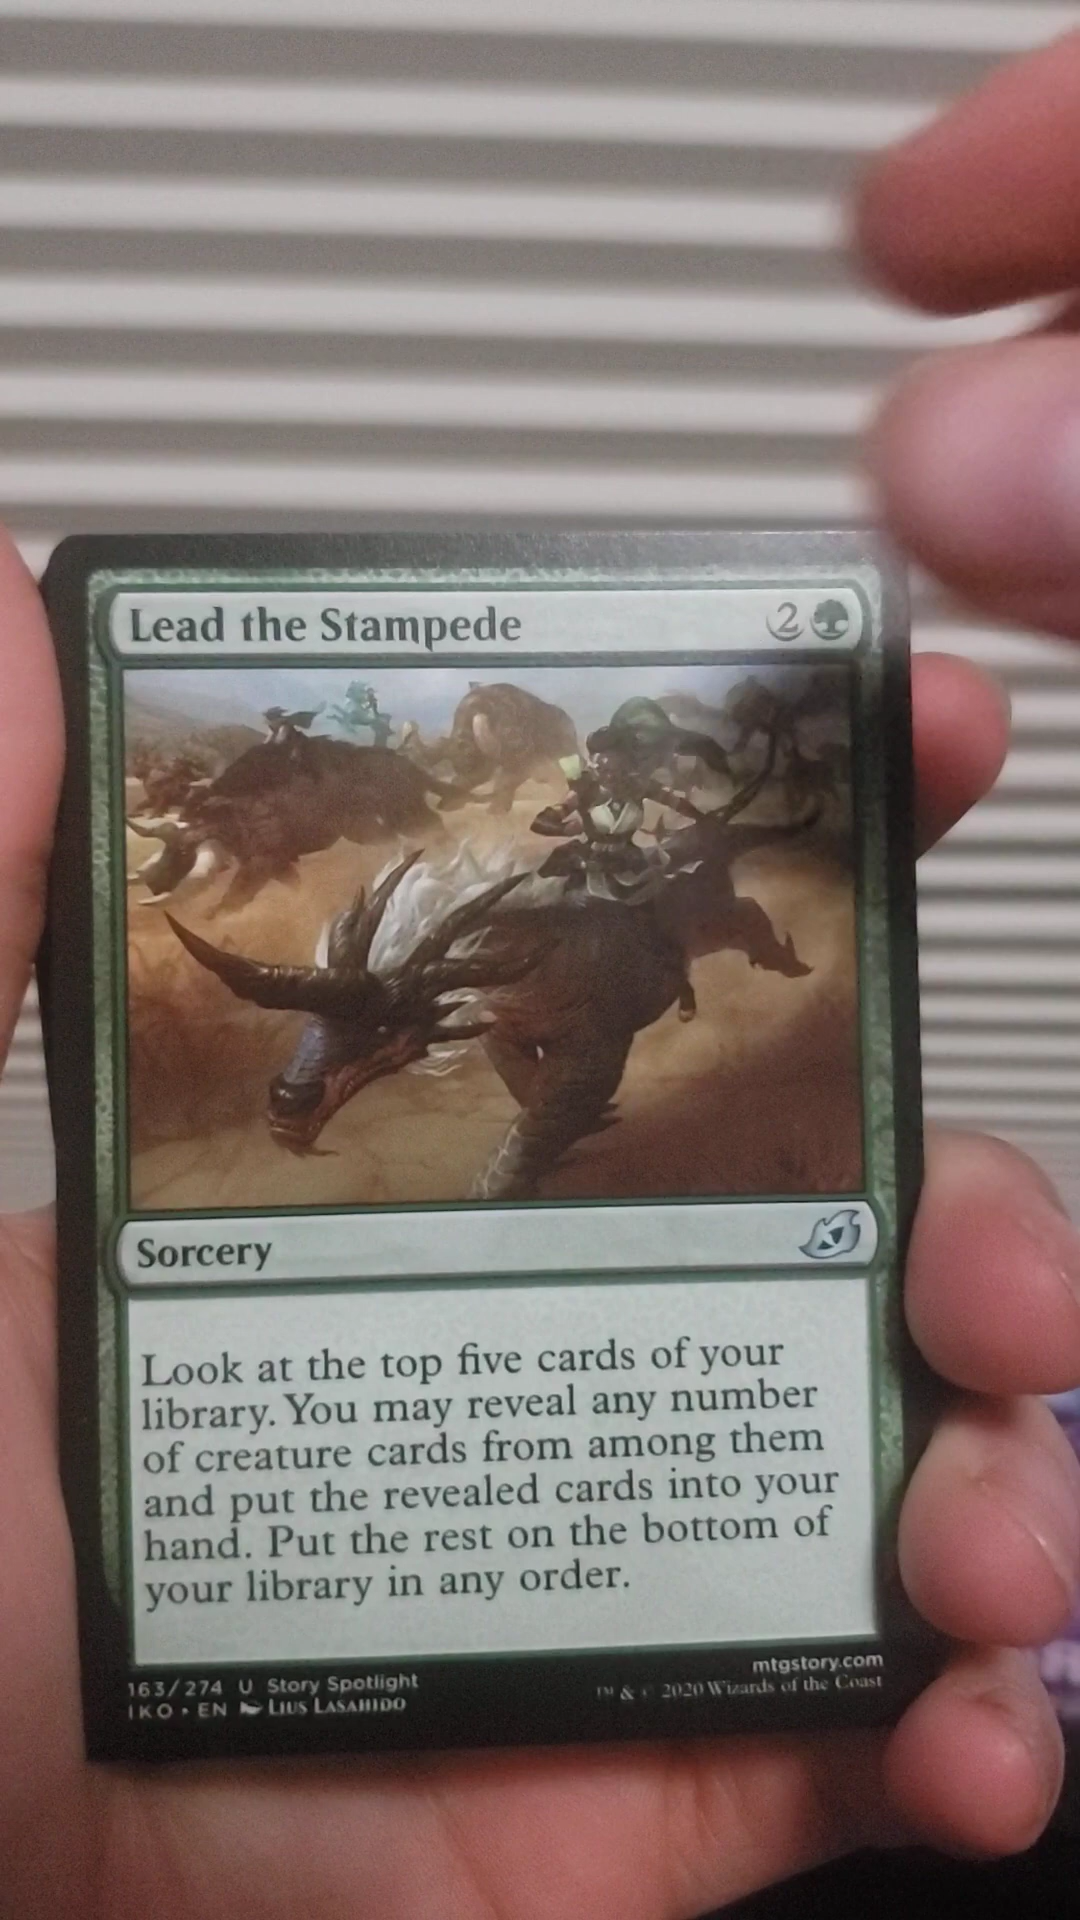 Lead the Stampede 2
Sorcery
Look at the top five cards of your
library. You may reveal any number
of creature cards from among them
and put the revealed cards into your
hand. Put the rest on the bottom of
your library in any order.
163/274 U Story Spotlight
IKO • EN LIUS LASAHIDO
mtgstory.com
™ & © 2020 Wizards of the Coast